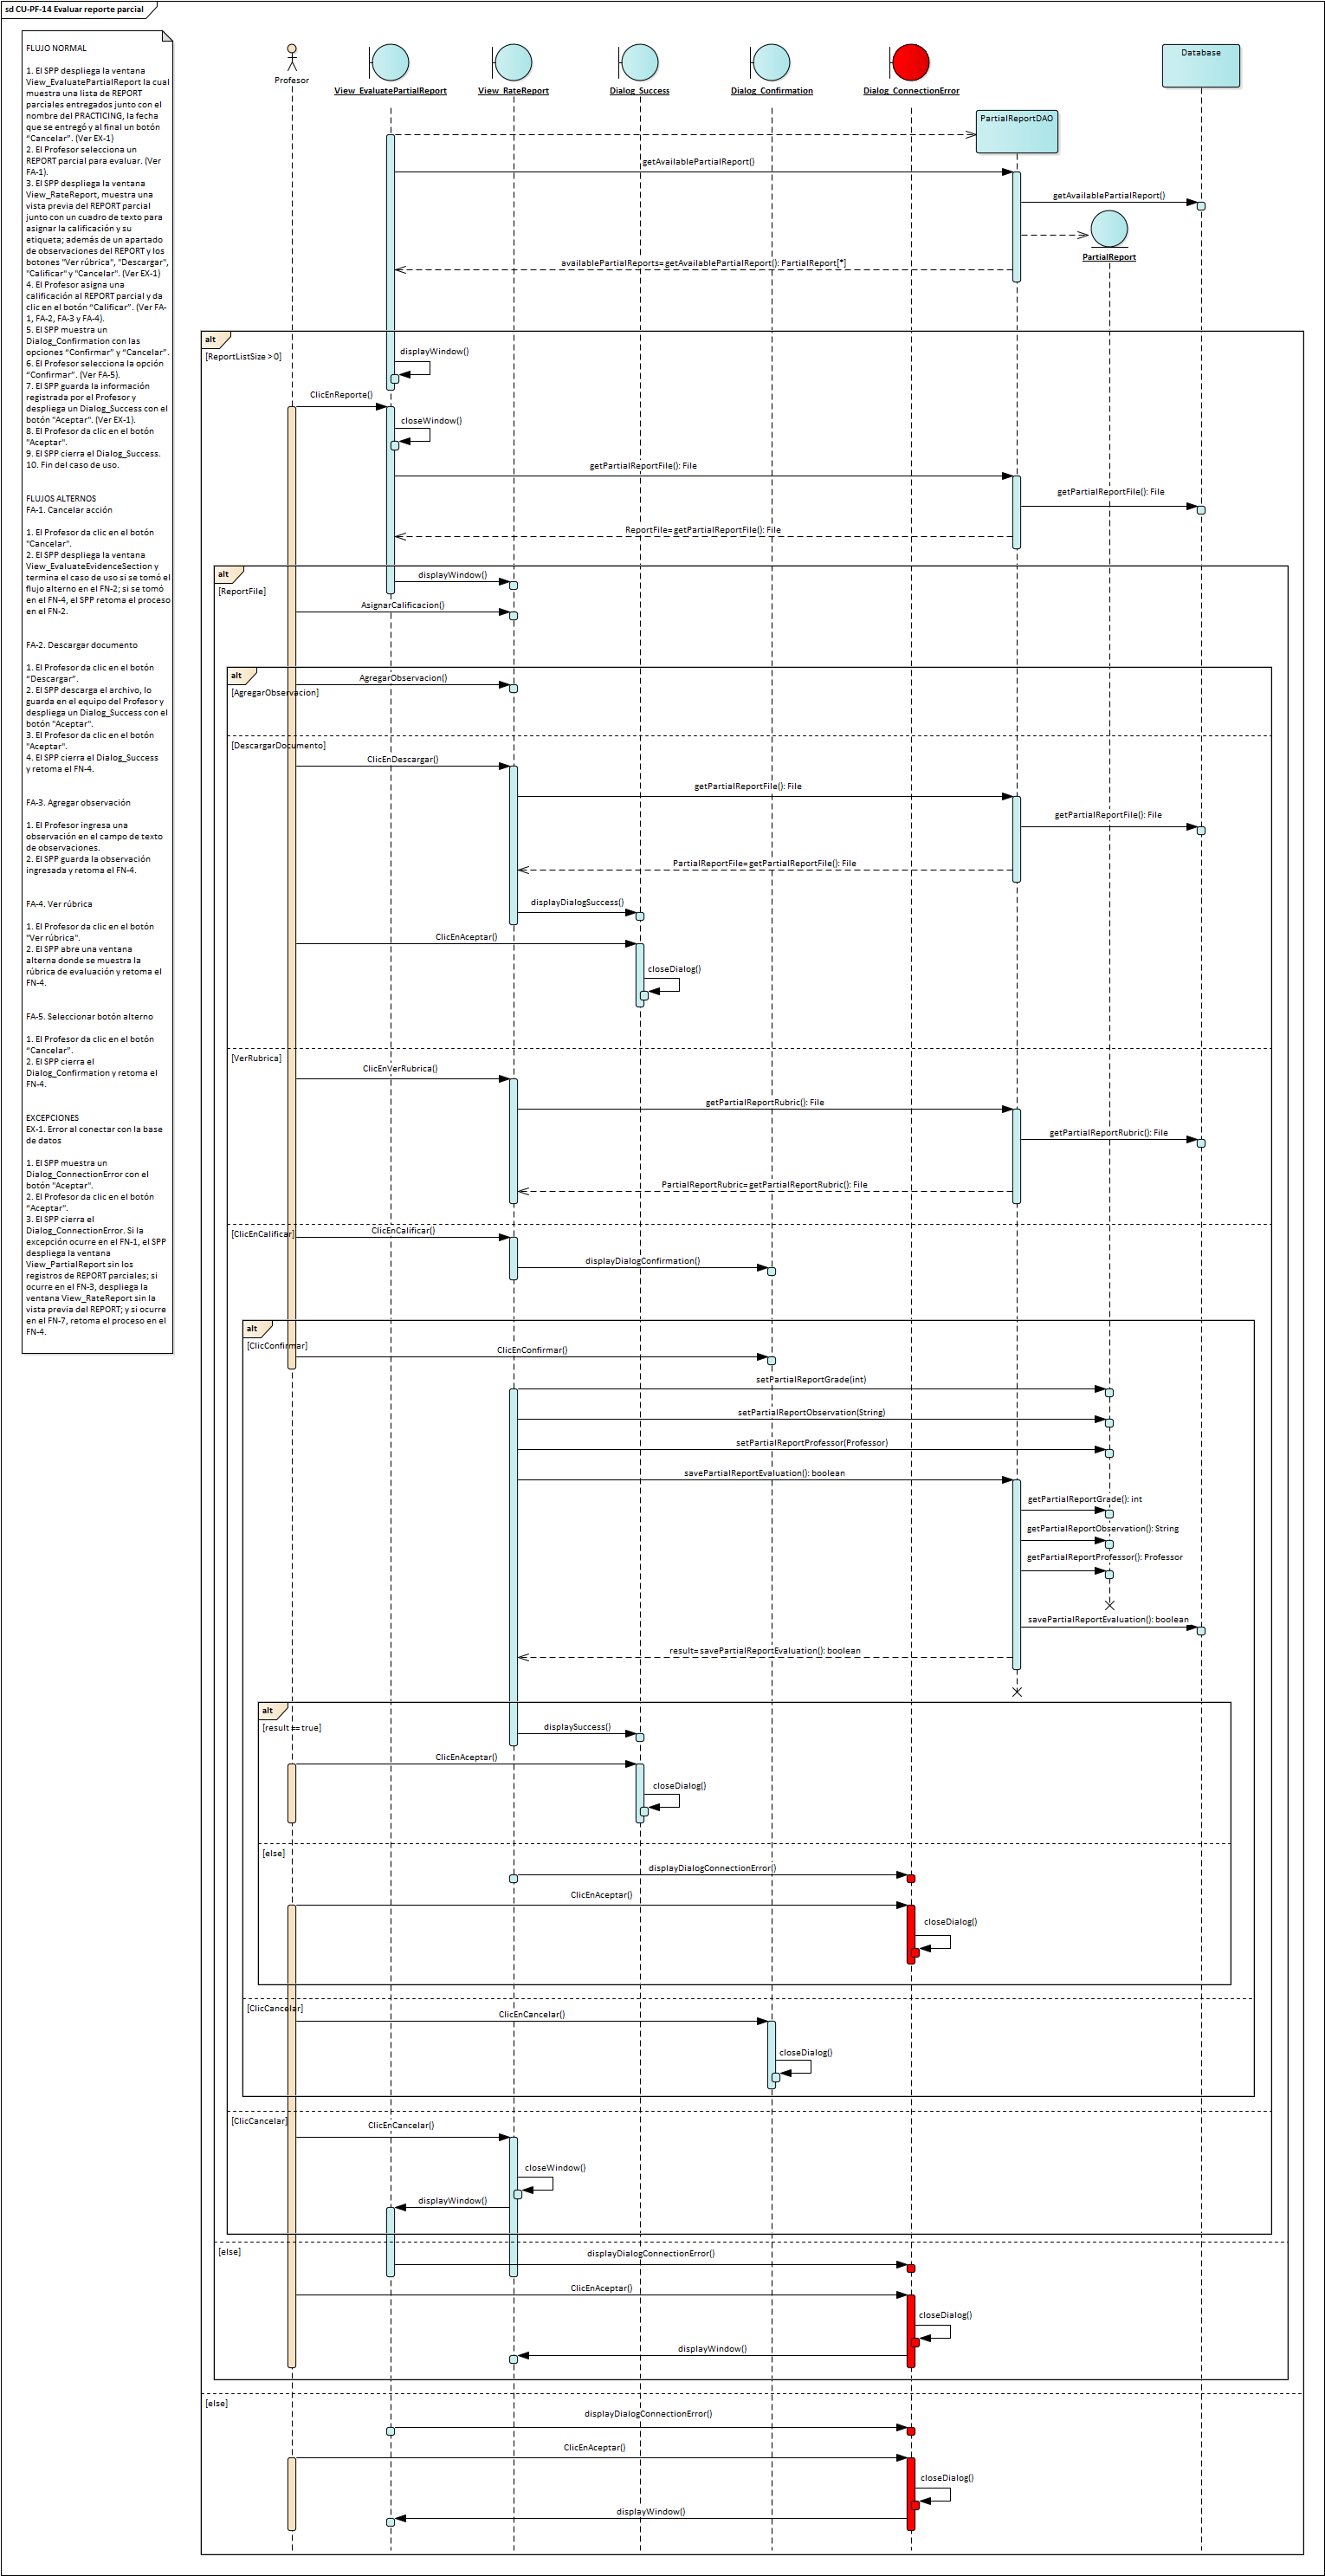 sd CU-PF-14 Evaluar reporte parcial
FLUJO NORMAL
1. El SPP despliega la ventana
View_EvaluatePartialReport la cual
muestra una lista de REPORT
parciales entregados junto con el
nombre del PRACTICING, la fecha
que se entregó y al final un botón
“Cancelar”. (Ver EX-1)
2. El Profesor selecciona un
REPORT parcial para evaluar. (Ver
FA-1).
3. El SPP despliega la ventana
View_RateReport, muestra una
vista previa del REPORT parcial
junto con un cuadro de texto para
asignar la calificación y su
etiqueta; además de un apartado
de observaciones del REPORT y los
botones "Ver rúbrica", "Descargar",
"Calificar" y "Cancelar". (Ver EX-1)
4. El Profesor asigna una
calificación al REPORT parcial y da
clic en el botón “Calificar”. (Ver FA-
1, FA-2, FA-3 y FA-4).
5. El SPP muestra un
Dialog_Confirmation con las
opciones “Confirmar” y “Cancelar”.
6. El Profesor selecciona la opción
“Confirmar”. (Ver FA-5).
7. El SPP guarda la información
registrada por el Profesor y
despliega un Dialog_Success con el
botón "Aceptar". (Ver EX-1).
8. El Profesor da clic en el botón
"Aceptar".
9. El SPP cierra el Dialog_Success.
10. Fin del caso de uso.
FLUJOS ALTERNOS
FA-1. Cancelar acción
1. El Profesor da clic en el botón
"Cancelar".
2. El SPP despliega la ventana
View_EvaluateEvidenceSection y
termina el caso de uso si se tomó el
flujo alterno en el FN-2; si se tomó
en el FN-4, el SPP retoma el proceso
en el FN-2.
FA-2. Descargar documento
1. El Profesor da clic en el botón
“Descargar”.
2. El SPP descarga el archivo, lo
guarda en el equipo del Profesor y
despliega un Dialog_Success con el
botón "Aceptar".
3. El Profesor da clic en el botón
"Aceptar".
4. El SPP cierra el Dialog_Success
y retoma el FN-4.
FA-3. Agregar observación
1. El Profesor ingresa una
observación en el campo de texto
de observaciones.
2. El SPP guarda la observación
ingresada y retoma el FN-4.
FA-4. Ver rúbrica
1. El Profesor da clic en el botón
"Ver rúbrica".
2. El SPP abre una ventana
alterna donde se muestra la
rúbrica de evaluación y retoma el
FN-4.
FA-5. Seleccionar botón alterno
1. El Profesor da clic en el botón
“Cancelar”.
2. El SPP cierra el
Dialog_Confirmation y retoma el
FN-4.
EXCEPCIONES
EX-1. Error al conectar con la base
de datos
1. El SPP muestra un
Dialog_ConnectionError con el
botón "Aceptar".
2. El Profesor da clic en el botón
“Aceptar".
3. El SPP cierra el
Dialog_ConnectionError. Si la
excepción ocurre en el FN-1, el SPP
despliega la ventana
View_PartialReport sin los
registros de REPORT parciales; si
ocurre en el FN-3, despliega la
ventana View_RateReport sin la
vista previa del REPORT; y si ocurre
en el FN-7, retoma el proceso en el
FN-4.
Profesor
View_EvaluatePartialReport
View_RateReport
Dialog_Success
Dialog_Confirmation
Dialog_ConnectionError
Database
PartialReportDAO
getAvailablePartialReport()
getAvailablePartialReport()
PartialReport
availablePartialReports= getAvailablePartialReport(): PartialReport[*]
alt
[ReportListSize > 0]
displayWindow()
ClicEnReporte()
closeWindow()
getPartialReportFile(): File
getPartialReportFile(): File
ReportFile= getPartialReportFile(): File
alt
[ReportFile]
displayWindow()
AsignarCalificacion()
alt
[AgregarObservacion]
AgregarObservacion()
[DescargarDocumento]
ClicEnDescargar()
getPartialReportFile(): File
getPartialReportFile(): File
PartialReportFile= getPartialReportFile(): File
displayDialogSuccess()
ClicEnAceptar()
closeDialog()
[VerRubrica]
ClicEnVerRubrica()
getPartialReportRubric(): File
getPartialReportRubric(): File
PartialReportRubric= getPartialReportRubric(): File
[ClicEnCalificar]
ClicEnCalificar()
displayDialogConfirmation()
alt
[ClicConfirmar]
ClicEnConfirmar()
setPartialReportGrade(int)
setPartialReportObservation(String)
setPartialReportProfessor(Professor)
savePartialReportEvaluation(): boolean
getPartialReportGrade(): int
getPartialReportObservation(): String
getPartialReportProfessor(): Professor
savePartialReportEvaluation(): boolean
result= savePartialReportEvaluation(): boolean
alt
[result == true]
displaySuccess()
ClicEnAceptar()
closeDialog()
[else]
displayDialogConnectionError()
ClicEnAceptar()
closeDialog()
[ClicCancelar]
ClicEnCancelar()
closeDialog()
[ClicCancelar]
ClicEnCancelar()
closeWindow()
displayWindow()
[else]
displayDialogConnectionError()
ClicEnAceptar()
closeDialog()
displayWindow()
[else]
displayDialogConnectionError()
ClicEnAceptar()
closeDialog()
displayWindow()